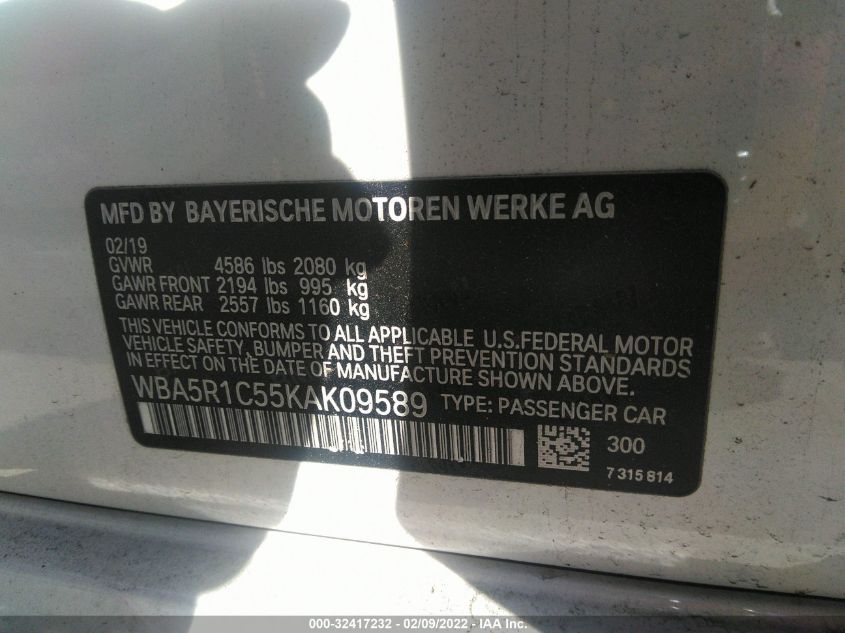 MFD BY BAYERISCHE MOTOREN WERKE AG
02/19
GVWR 4586 lbs 2080 kg
GAWR FRONT 2194 lbs 995 kg
GAWR REAR 2557 lbs 1160 kg
THIS VEHICLE CONFORMS TO ALL APPLICABLE U.S.FEDERAL MOTOR
VEHICLE SAFETY, BUMPER AND THEFT PREVENTION STANDARDS
IN EFFECT ON THE DATE OF MANUFACTURE SHOWN ABOVE.
WBA5R1C55KAK09589 TYPE: PASSENGER CAR
300
7315814
000-32417232 - 02/09/2022 - IAA Inc.